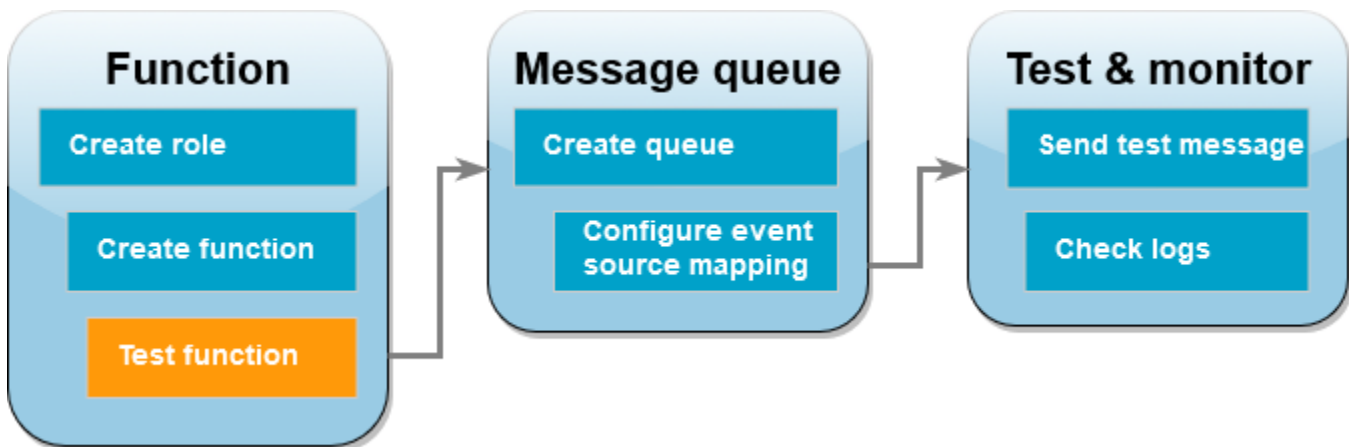 Function
Create role
Create function
Test function
Message queue
Create queue
Configure event
source mapping
Test & monitor
Send test message
Check logs